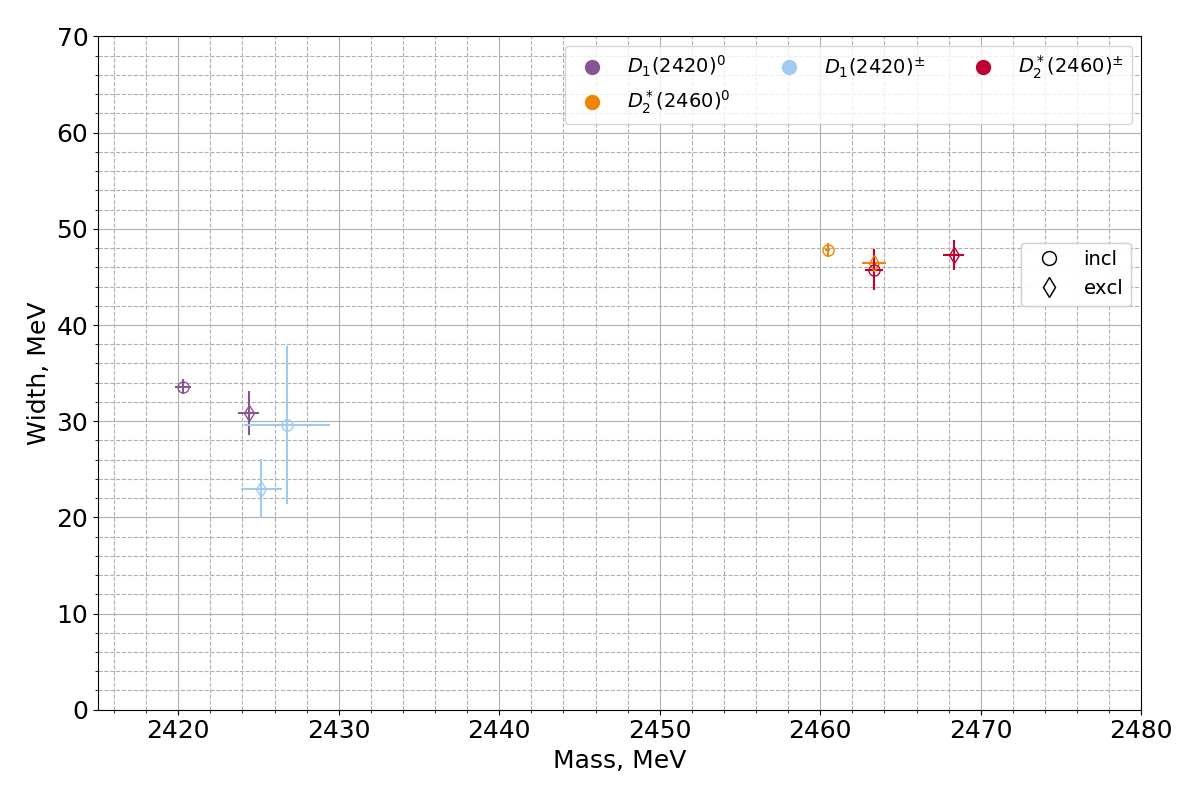 70
60
50
40
30
20
10
0
Width, MeV
D₁(2420)⁰
D₁(2420)±
D₂*(2460)±
D₂*(2460)⁰
incl
excl
2420 2430 2440 2450 2460 2470 2480
Mass, MeV